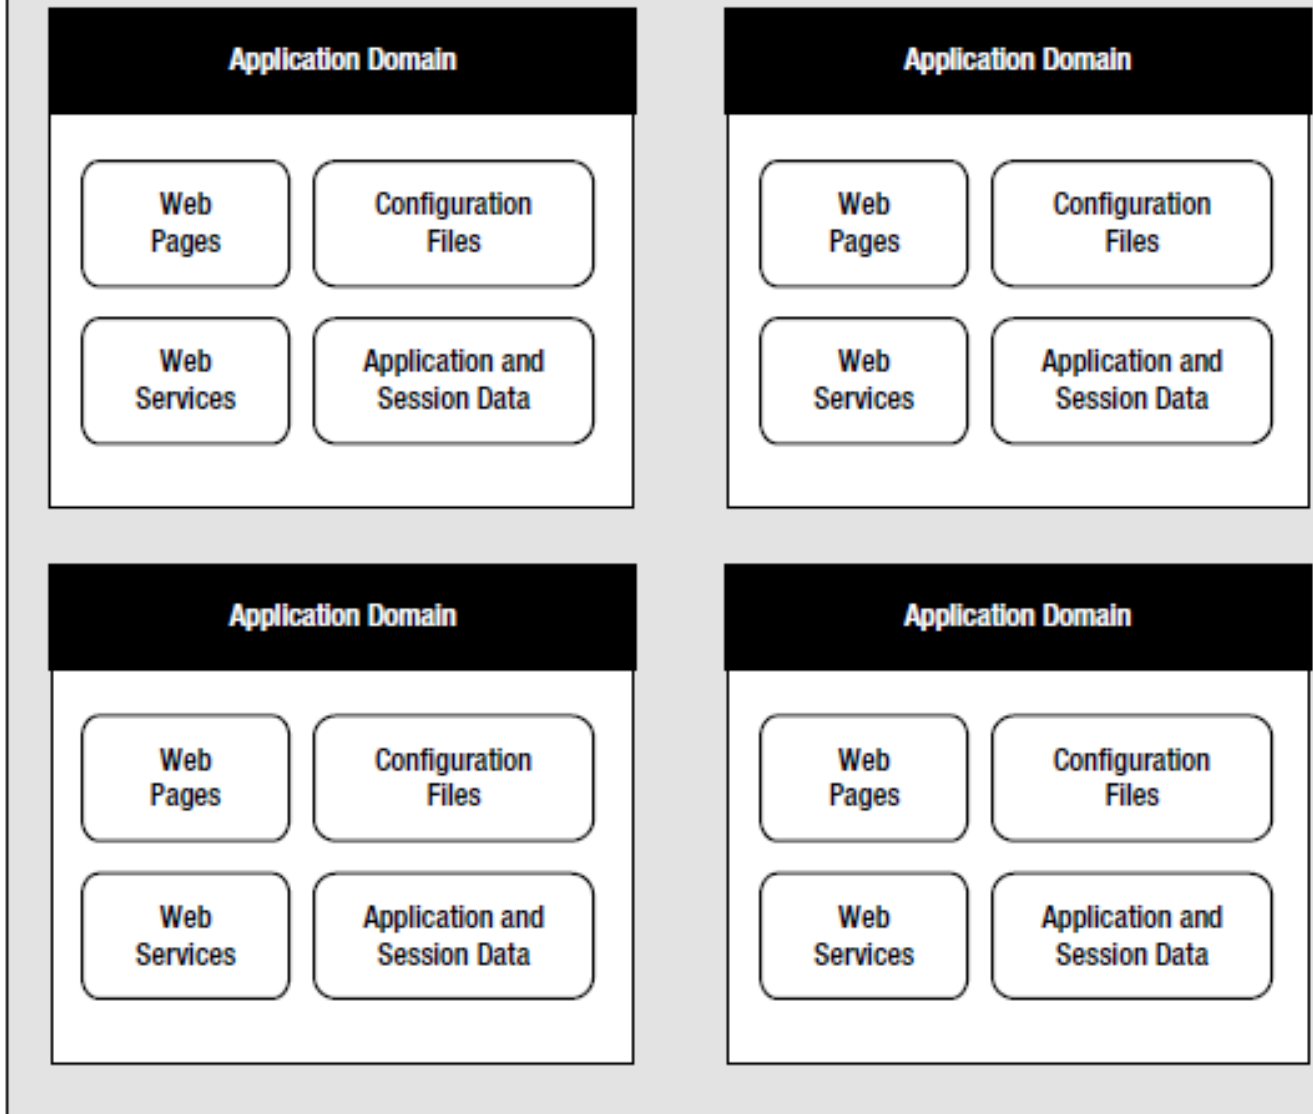 Application Domain
Web
Pages
Configuration
Files
Web
Services
Application and
Session Data
Application Domain
Web
Pages
Configuration
Files
Web
Services
Application and
Session Data
Application Domain
Web
Pages
Configuration
Files
Web
Services
Application and
Session Data
Application Domain
Web
Pages
Configuration
Files
Web
Services
Application and
Session Data